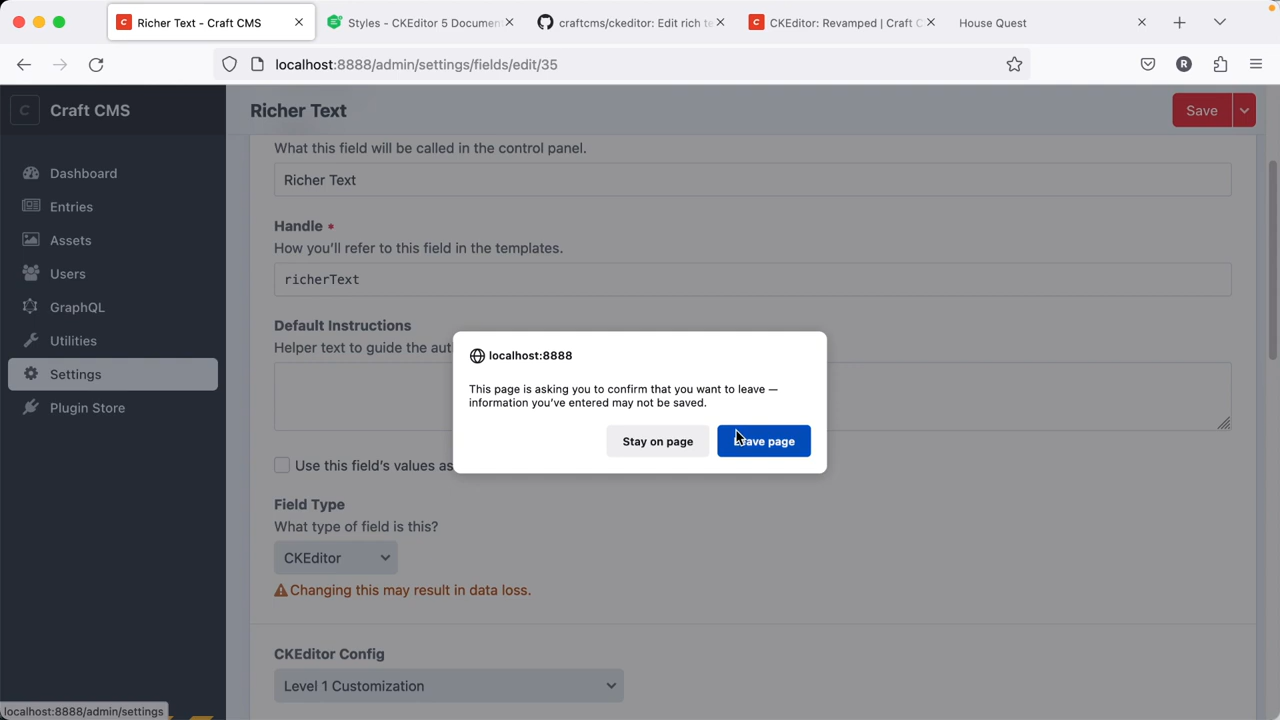 Richer Text - Craft CMS
Styles - CKEditor 5 Documen
craftcms/ckeditor: Edit rich te
CKEditor: Revamped | Craft C
House Quest
localhost:8888/admin/settings/fields/edit/35
R
C
Craft CMS
Richer Text
Save
Dashboard
Entries
Assets
Users
GraphQL
Utilities
Settings
Plugin Store
What this field will be called in the control panel.
Richer Text
Handle
How you'll refer to this field in the templates.
richerText
Default Instructions
Helper text to guide the aut
localhost:8888
This page is asking you to confirm that you want to leave —
information you've entered may not be saved.
Stay on page
Leave page
Use this field's values as
Field Type
What type of field is this?
CKEditor
Changing this may result in data loss.
CKEditor Config
Level 1 Customization
localhost:8888/admin/settings